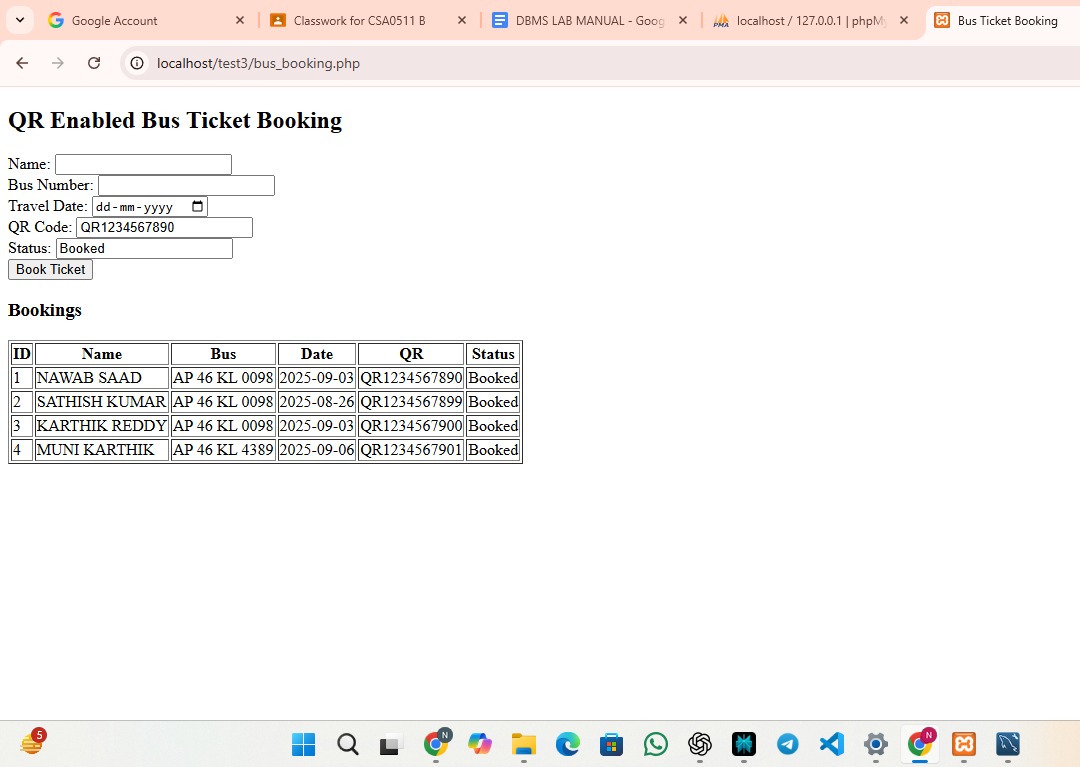 Google Account
Classwork for CSA0511 B
DBMS LAB MANUAL - Goog
localhost / 127.0.0.1 | phpMy
Bus Ticket Booking
localhost/test3/bus_booking.php
QR Enabled Bus Ticket Booking
Name:
Bus Number:
Travel Date: dd-mm-yyyy
QR Code: QR1234567890
Status: Booked
Book Ticket
Bookings
ID Name Bus Date QR Status
1 NAWAB SAAD AP 46 KL 0098 2025-09-03 QR1234567890 Booked
2 SATHISH KUMAR AP 46 KL 0098 2025-08-26 QR1234567899 Booked
3 KARTHIK REDDY AP 46 KL 0098 2025-09-03 QR1234567900 Booked
4 MUNI KARTHIK AP 46 KL 4389 2025-09-06 QR1234567901 Booked
5
N
N